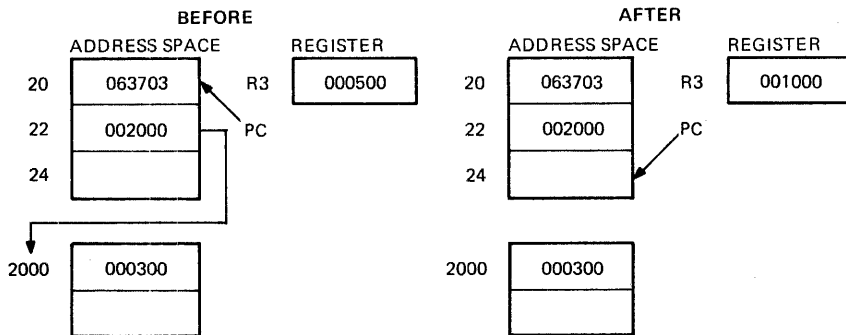 BEFORE AFTER
ADDRESS SPACE REGISTER ADDRESS SPACE REGISTER
20 063703 R3 000500 20 063703 R3 001000
22 002000 PC 22 002000 PC
24 24
2000 000300 2000 000300